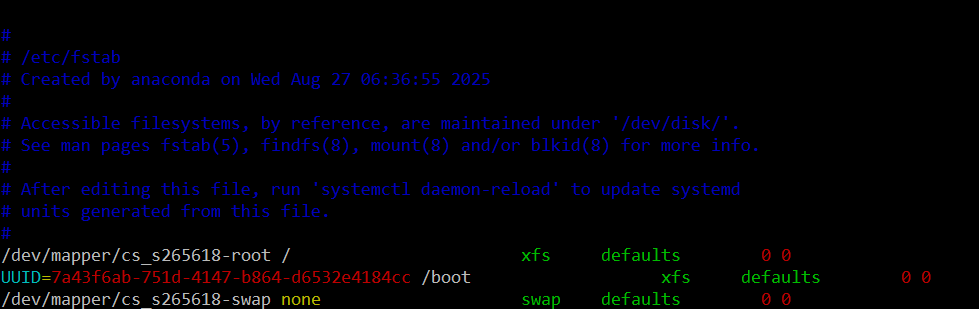 #
# /etc/fstab
# Created by anaconda on Wed Aug 27 06:36:55 2025
#
# Accessible filesystems, by reference, are maintained under '/dev/disk/'.
# See man pages fstab(5), findfs(8), mount(8) and/or blkid(8) for more info.
#
# After editing this file, run 'systemctl daemon-reload' to update systemd
# units generated from this file.
#
/dev/mapper/cs_s265618-root /                       xfs     defaults        0 0
UUID=7a43f6ab-751d-4147-b864-d6532e4184cc /boot                   xfs     defaults        0 0
/dev/mapper/cs_s265618-swap none                    swap    defaults        0 0